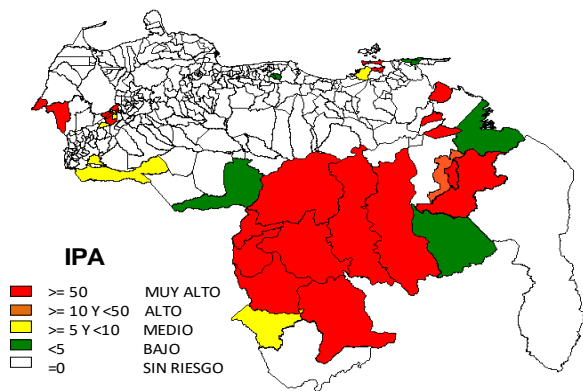 IPA
>= 50 MUY ALTO
>= 10 Y <50 ALTO
>= 5 Y <10 MEDIO
<5 BAJO
=0 SIN RIESGO